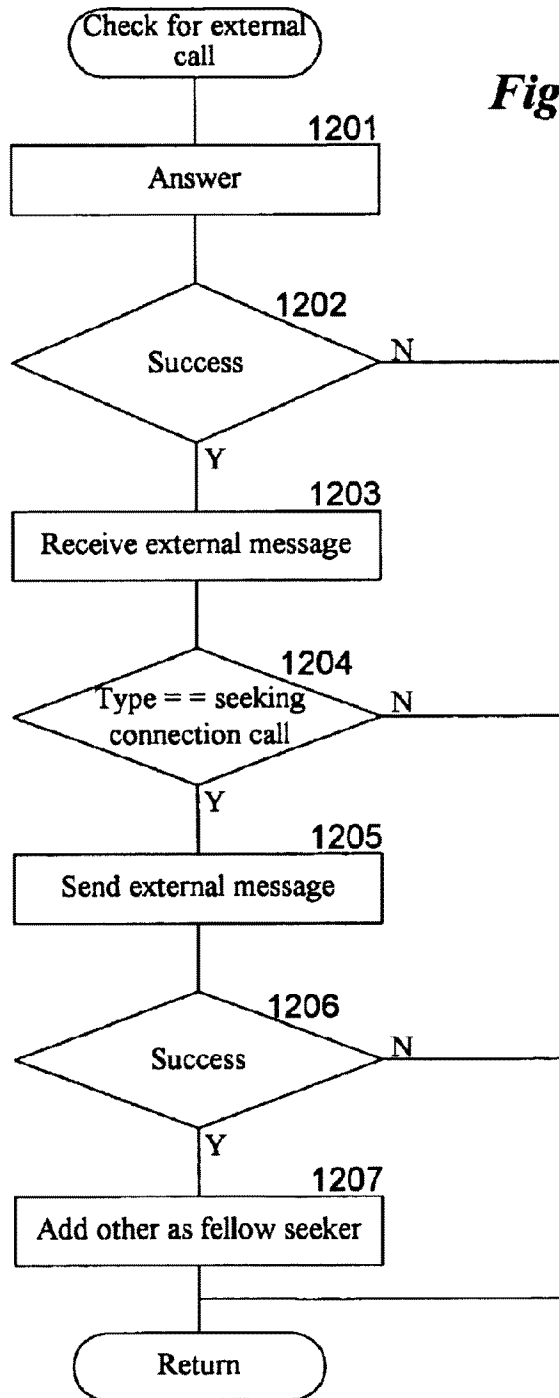 Check for external
call
Fig
1201
Answer
1202
Success
N
Y
1203
Receive external message
1204
Type = = seeking
connection call
N
Y
1205
Send external message
1206
Success
N
Y
1207
Add other as fellow seeker
Return